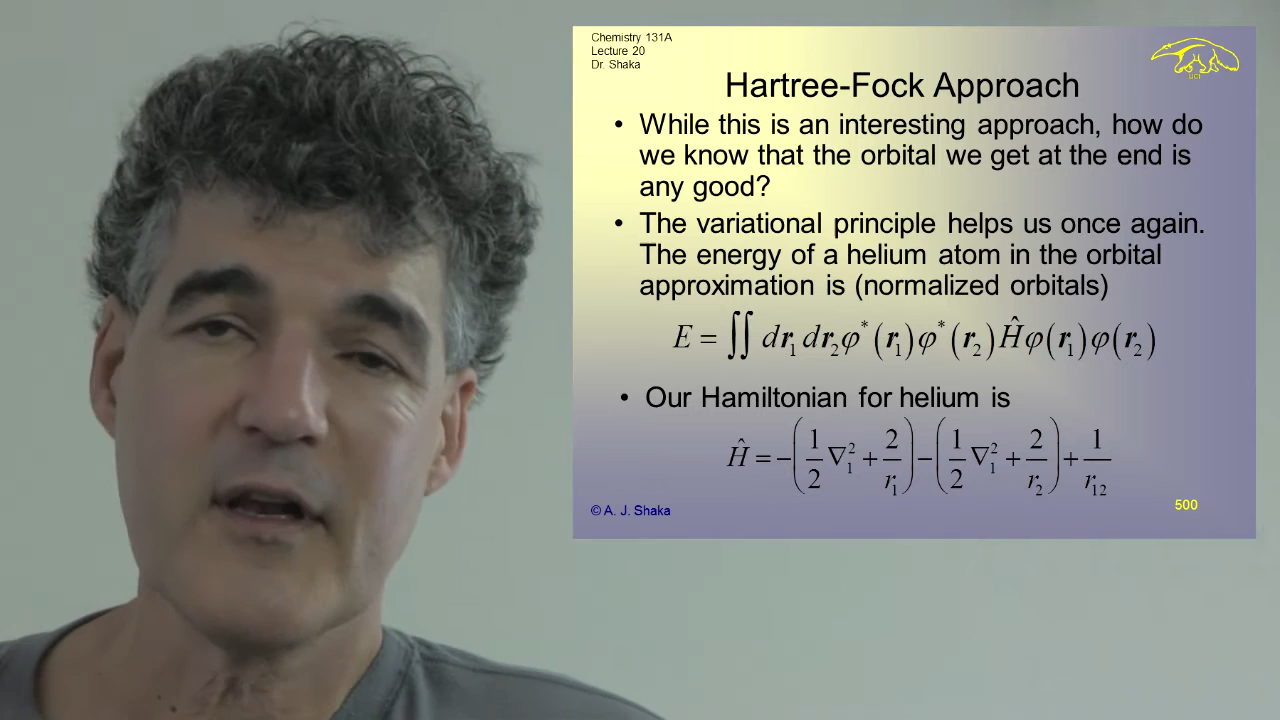 Chemistry 131A
Lecture 20
Dr. Shaka
UCI
Hartree-Fock Approach
• While this is an interesting approach, how do
we know that the orbital we get at the end is
any good?
• The variational principle helps us once again.
The energy of a helium atom in the orbital
approximation is (normalized orbitals)
E = ∬ d𝒓₁ d𝒓₂ φ*(𝒓₁) φ*(𝒓₂) Ĥ φ(𝒓₁) φ(𝒓₂)
• Our Hamiltonian for helium is
Ĥ = −(1/2 ∇₁² + 2/r₁) − (1/2 ∇₁² + 2/r₂) + 1/r₁₂
© A. J. Shaka
500